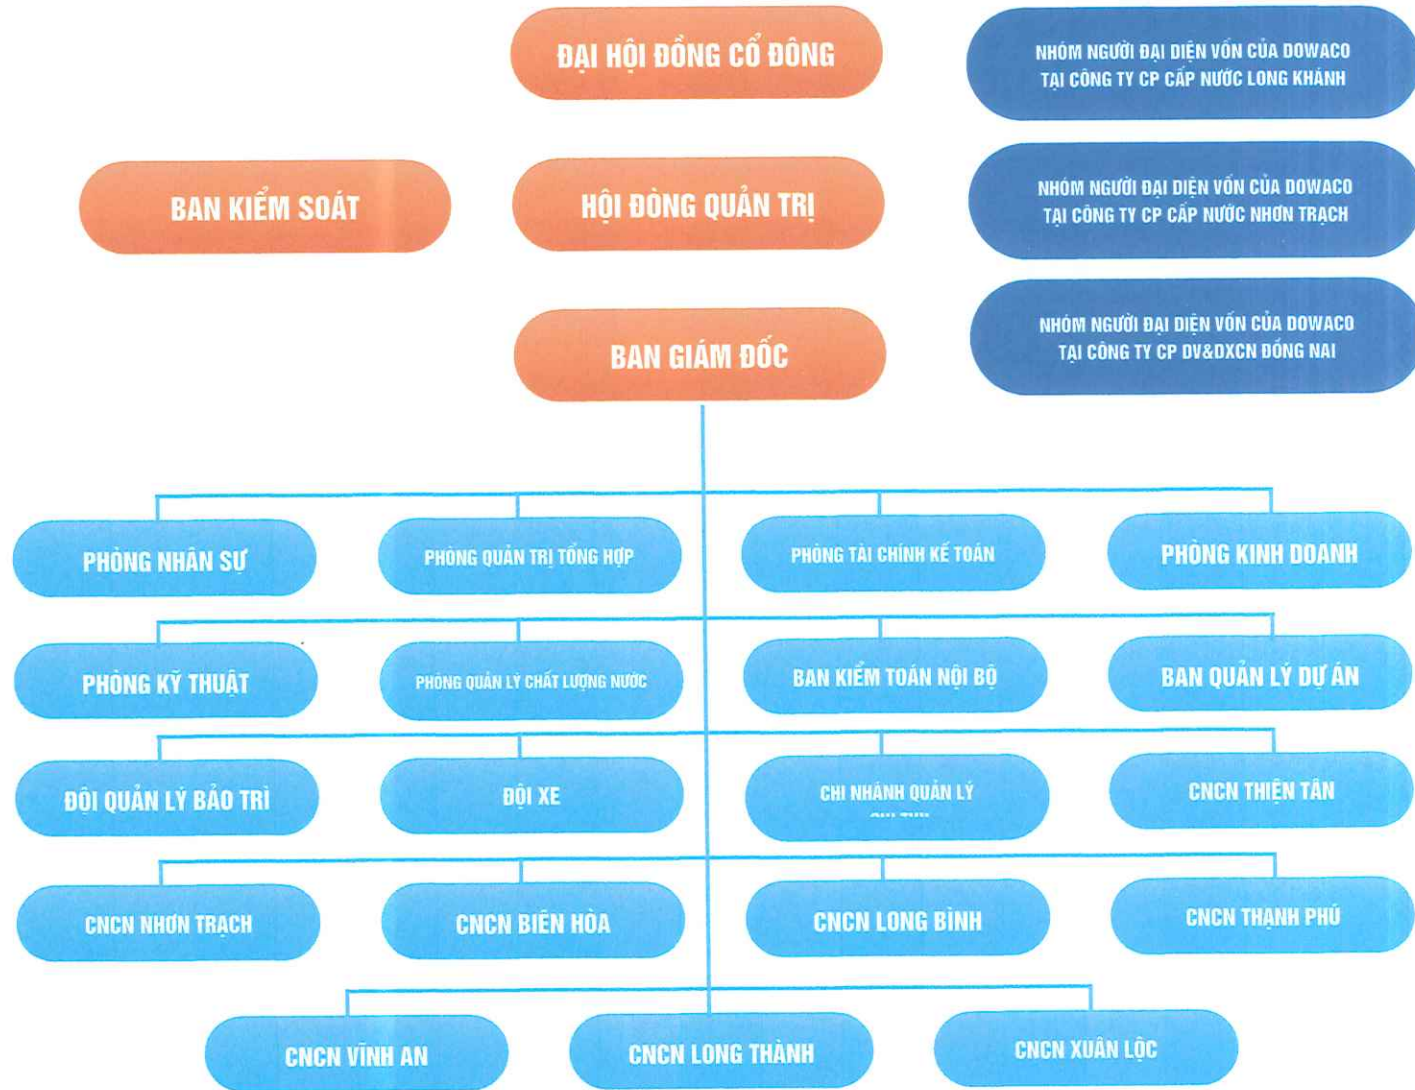 ĐẠI HỘI ĐỒNG CỔ ĐÔNG
NHÓM NGƯỜI ĐẠI DIỆN VỐN CỦA DOWACO
TẠI CÔNG TY CP CẤP NƯỚC LONG KHÁNH
BAN KIỂM SOÁT
HỘI ĐÒNG QUẢN TRỊ
NHÓM NGƯỜI ĐẠI DIỆN VỐN CỦA DOWACO
TẠI CÔNG TY CP CẤP NƯỚC NHƠN TRẠCH
BAN GIÁM ĐỐC
NHÓM NGƯỜI ĐẠI DIỆN VỐN CỦA DOWACO
TẠI CÔNG TY CP DV&DXCN ĐỒNG NAI
PHÒNG NHÂN SỰ
PHÒNG QUẢN TRỊ TỔNG HỢP
PHÒNG TÀI CHÍNH KẾ TOÁN
PHÒNG KINH DOANH
PHÒNG KỸ THUẬT
PHÒNG QUẢN LÝ CHẤT LƯỢNG NƯỚC
BAN KIỂM TOÁN NỘI BỘ
BAN QUẢN LÝ DỰ ÁN
ĐỘI QUẢN LÝ BẢO TRÌ
ĐỘI XE
CHI NHÁNH QUẢN LÝ
CNCN THIỆN TÂN
CNCN NHƠN TRẠCH
CNCN BIÊN HÒA
CNCN LONG BÌNH
CNCN THẠNH PHÚ
CNCN VĨNH AN
CNCN LONG THÀNH
CNCN XUÂN LỘC